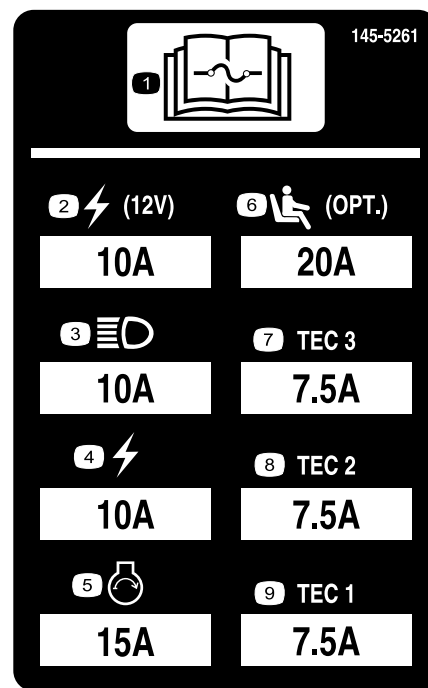 145-5261
1
2 (12V)
10A
3
10A
4
10A
5
15A
6 (OPT.)
20A
7 TEC 3
7.5A
8 TEC 2
7.5A
9 TEC 1
7.5A